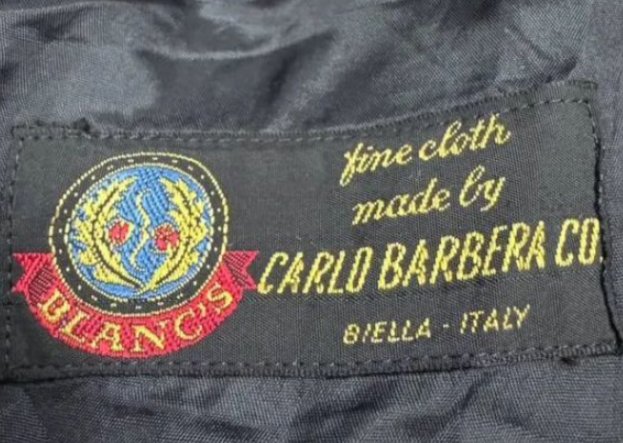 BLANC'S
fine cloth
made by
CARLO BARBERA CO.
BIELLA - ITALY